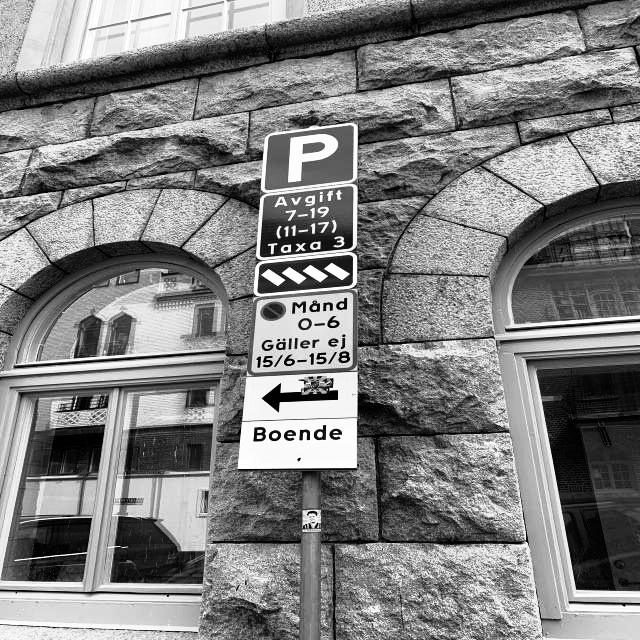 P
Avgift
7-19
(11-17)
Taxa 3
Månd
0-6
Gäller ej
15/6-15/8
Boende